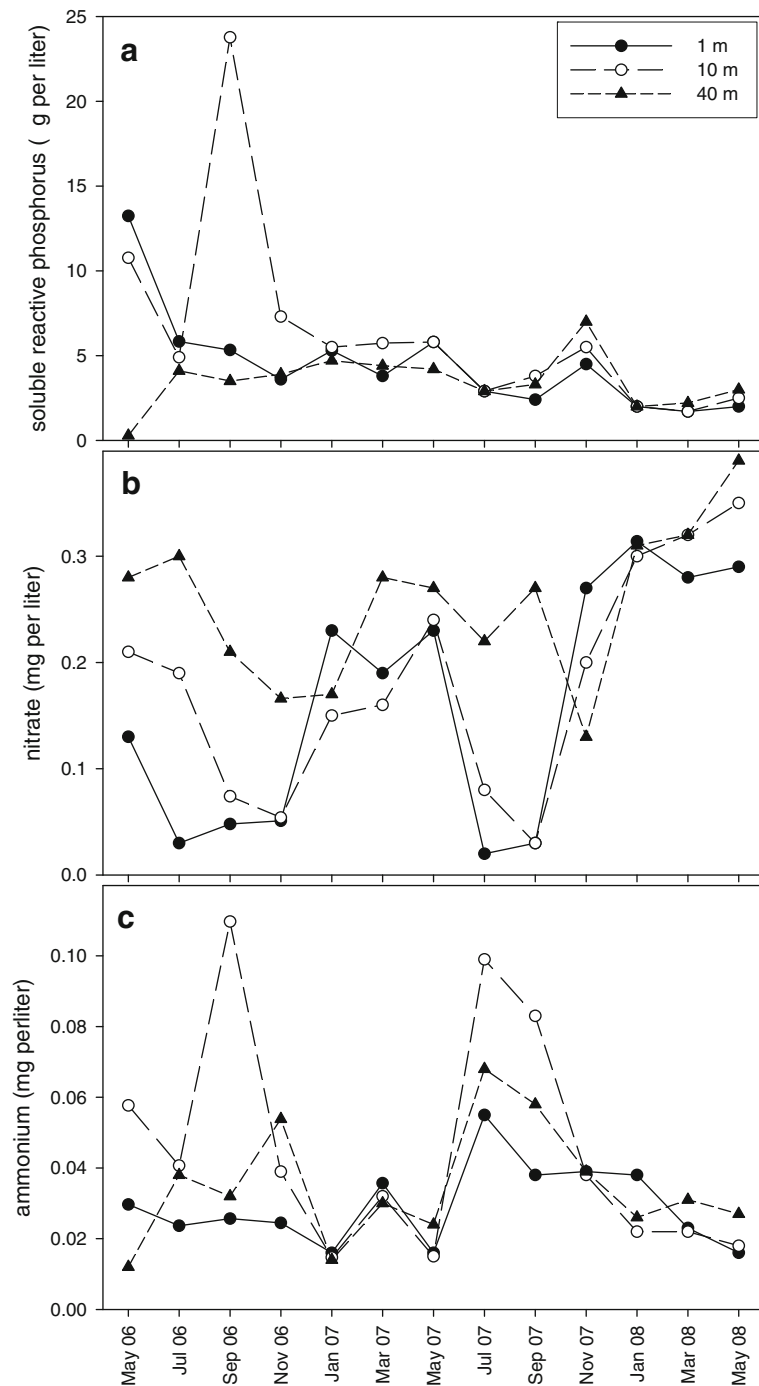 a
1 m
10 m
40 m
soluble reactive phosphorus ( g per liter)
25
20
15
10
5
0
b
nitrate (mg per liter)
0.3
0.2
0.1
0.0
c
ammonium (mg perliter)
0.10
0.08
0.06
0.04
0.02
0.00
May 06
Jul 06
Sep 06
Nov 06
Jan 07
Mar 07
May 07
Jul 07
Sep 07
Nov 07
Jan 08
Mar 08
May 08